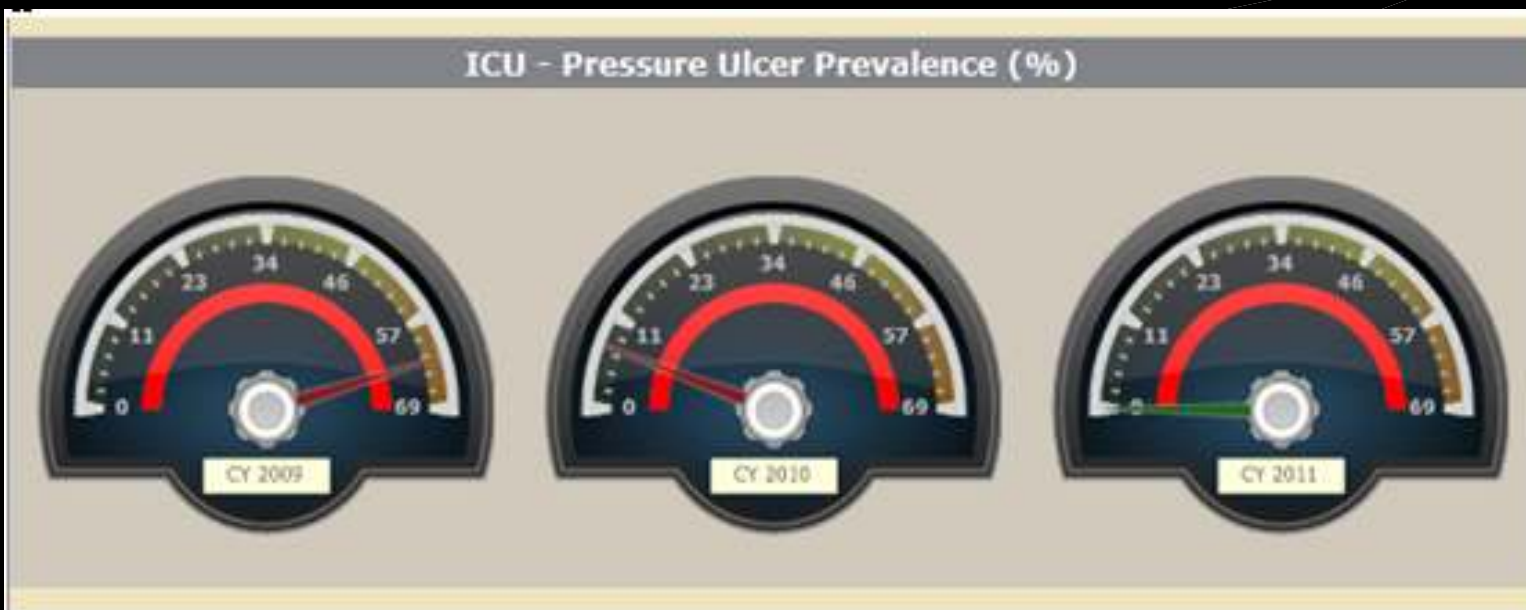 ICU - Pressure Ulcer Prevalence (%)
34 34 34
23 46 23 46 23 46
11 57 11 57 11 57
0 69 0 69 0 69
CY 2009 CY 2010 CY 2011